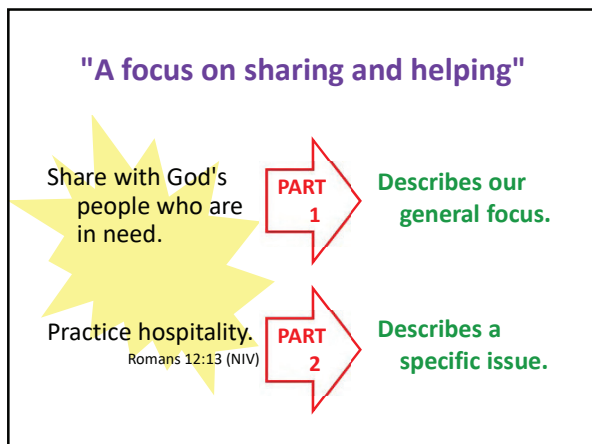 "A focus on sharing and helping"
Share with God's
people who are
in need.
PART
1
Describes our
general focus.
Practice hospitality.
Romans 12:13 (NIV)
PART
2
Describes a
specific issue.